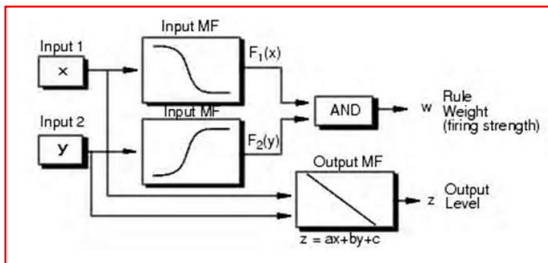 Input MF
Input 1
x
F1(x)
Input MF
Input 2
y
F2(y)
AND
w
Rule
Weight
(firing strength)
Output MF
z
Output
Level
z = ax+by+c